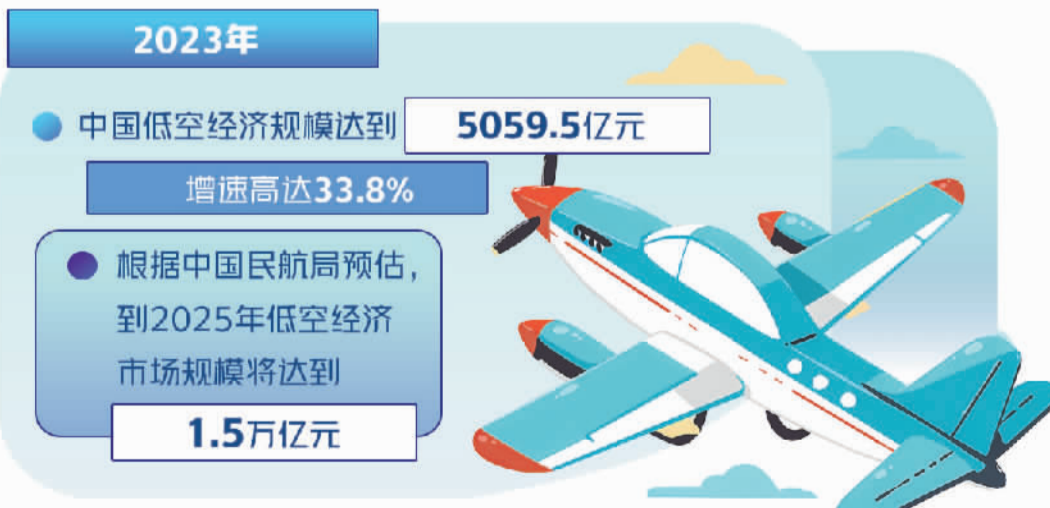 2023年
中国低空经济规模达到 5059.5亿元
增速高达33.8%
根据中国民航局预估，
到2025年低空经济
市场规模将达到
1.5万亿元